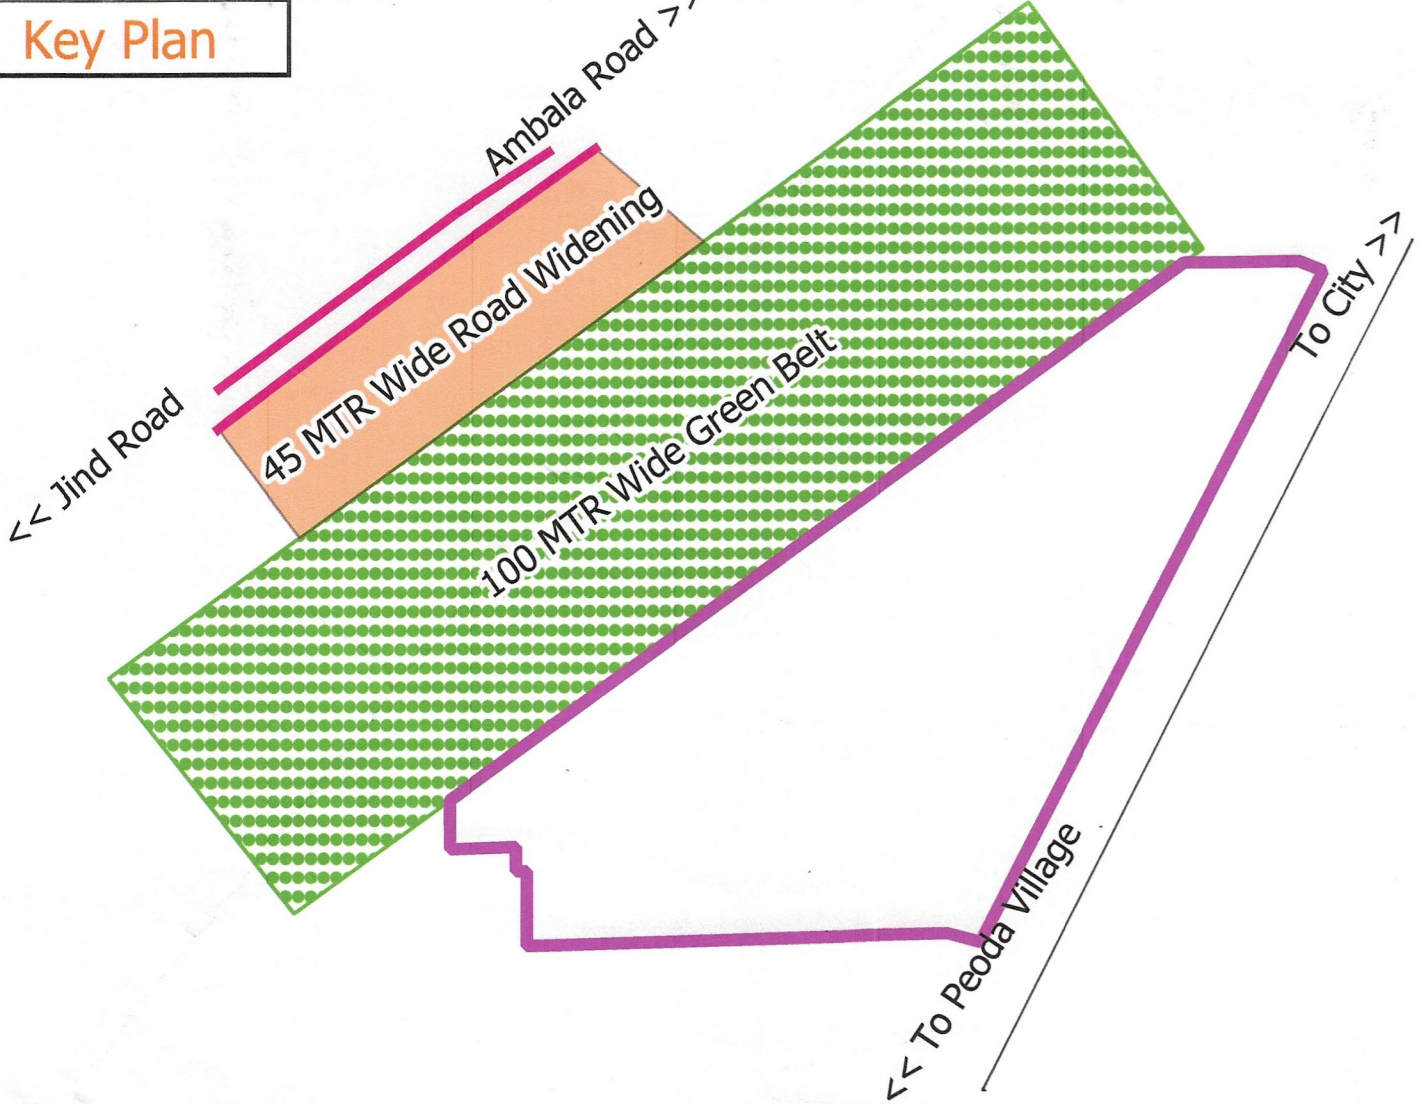 Key Plan
Ambala Road >>
45 MTR Wide Road Widening
<< Jind Road
100 MTR Wide Green Belt
To City >>
<< To Peoda Village